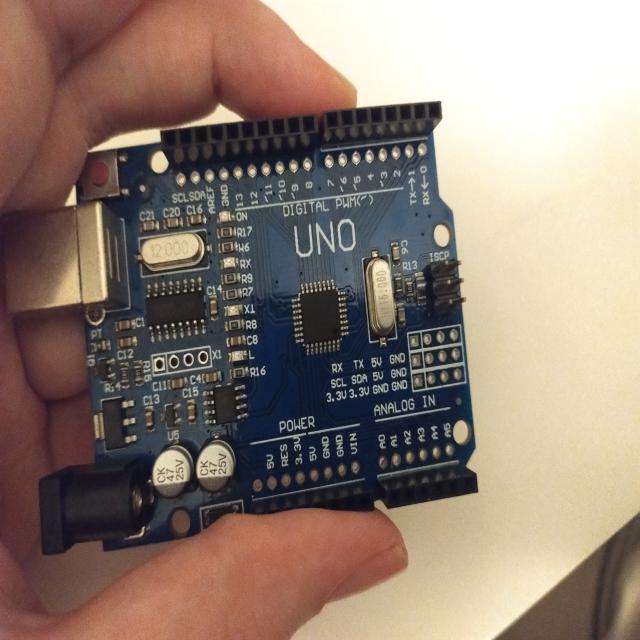 SCL SDA AREF GND 13 12 ~11 ~10 ~9 8 7 ~6 ~5 4 ~3 2 TX→1 RX←0
DIGITAL PWM(~)
C21 C20 C16 ON
R17
12.000
RX
R9
C14 R7
UNO
ISCP
R13
16.000
C1 X1
R8
C12 C8
X1 L
R16
C11 C4
C13 C15
U5
RX TX 5V GND
SCL SDA 5V GND
3.3V 3.3V GND GND
POWER
ANALOG IN
5V RES 3.3V 5V GND GND VIN A0 A1 A2 A3 A4 A5
CK
47
25V
CK
47
25V